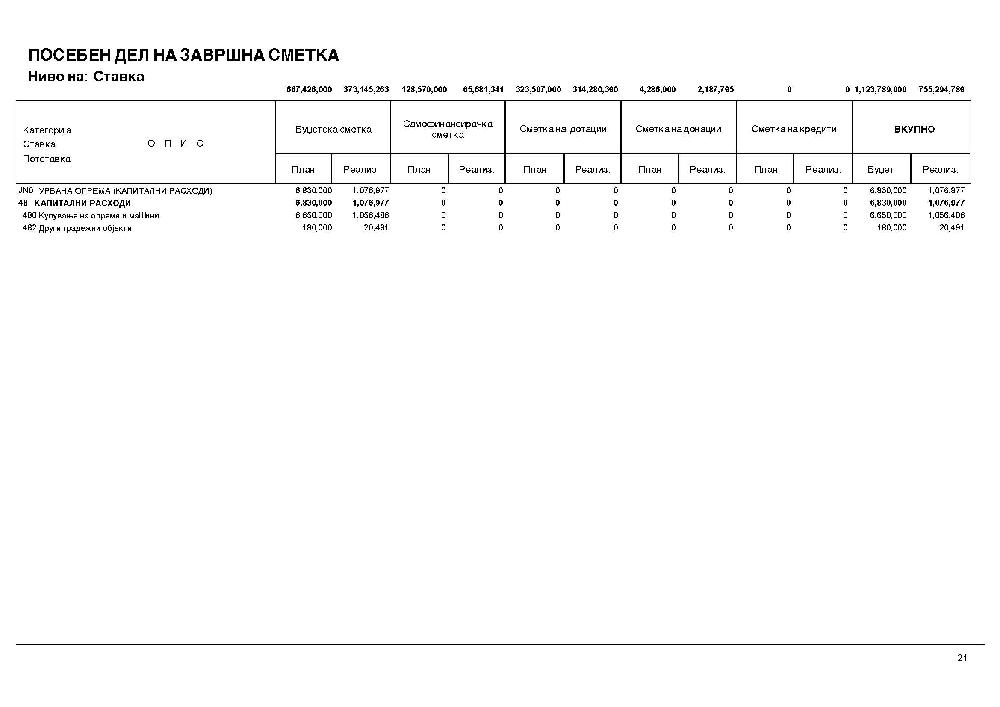 ПОСЕБЕН ДЕЛ НА ЗАВРШНА СМЕТКА
Ниво на: Ставка
667,426,000 373,145,263 128,570,000 65,681,341 323,507,000 314,280,390 4,286,000 2,187,795 0 0 1,123,789,000 755,294,789
Категорија
Ставка О П И С
Потставка
Буџетска сметка Самофинансирачка сметка Сметка на дотации Сметка на донации Сметка на кредити ВКУПНО
План Реализ. План Реализ. План Реализ. План Реализ. План Реализ. Буџет Реализ.
JN0 УРБАНА ОПРЕМА (КАПИТАЛНИ РАСХОДИ) 6,830,000 1,076,977 0 0 0 0 0 0 0 0 6,830,000 1,076,977
48 КАПИТАЛНИ РАСХОДИ 6,830,000 1,076,977 0 0 0 0 0 0 0 0 6,830,000 1,076,977
480 Купување на опрема и маШини 6,650,000 1,056,486 0 0 0 0 0 0 0 0 6,650,000 1,056,486
482 Други градежни објекти 180,000 20,491 0 0 0 0 0 0 0 0 180,000 20,491
21